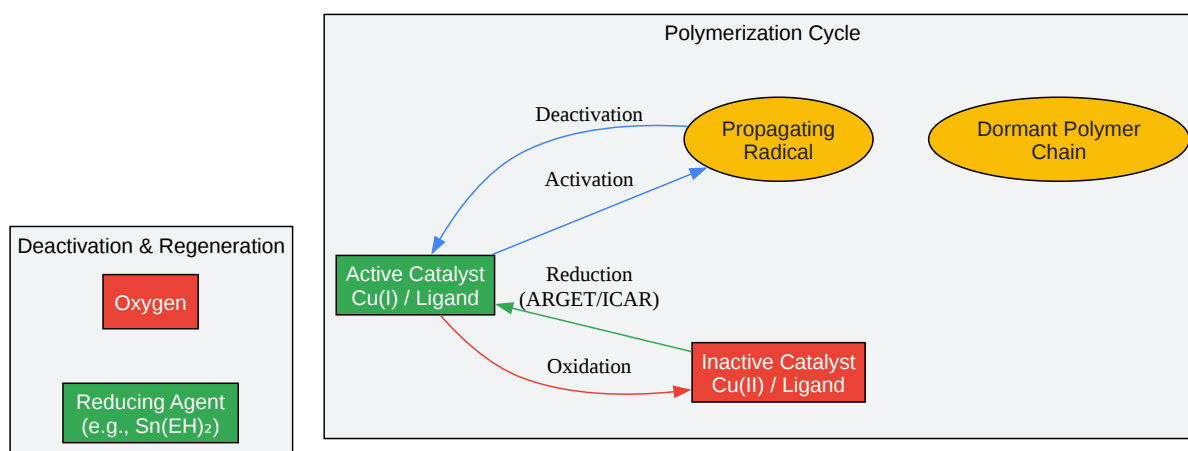 Polymerization Cycle
Deactivation
Propagating
Radical
Dormant Polymer
Chain
Activation
Deactivation & Regeneration
Oxygen
Active Catalyst
Cu(I) / Ligand
Reduction
(ARGET/ICAR)
Oxidation
Inactive Catalyst
Cu(II) / Ligand
Reducing Agent
(e.g., Sn(EH)₂)